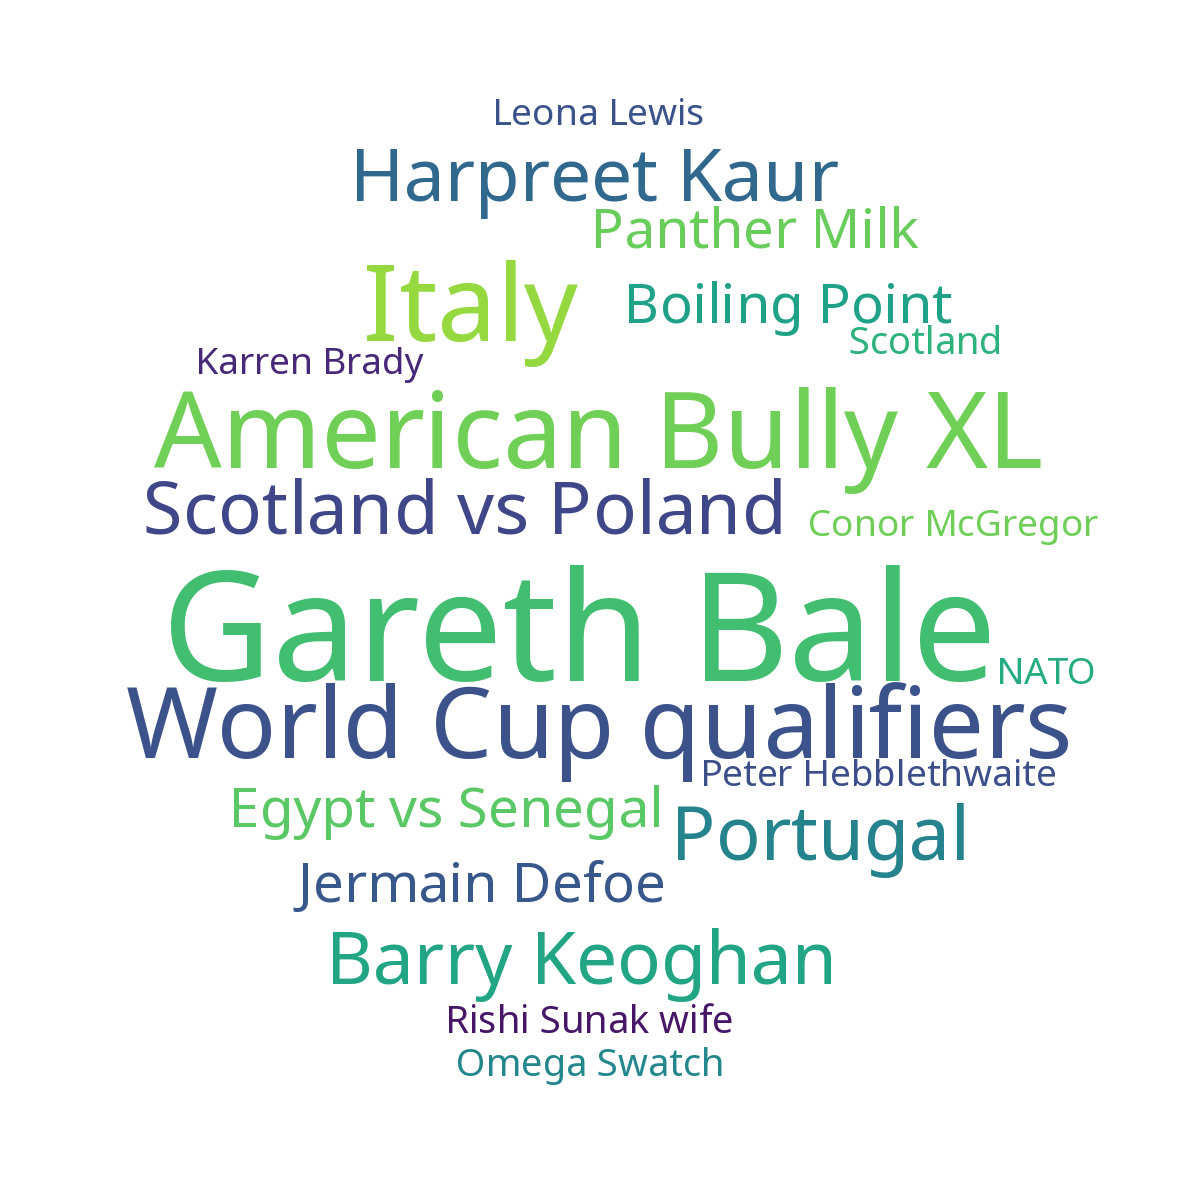 Leona Lewis
Harpreet Kaur
Panther Milk
Italy
Boiling Point
Scotland
Karren Brady
American Bully XL
Scotland vs Poland
Conor McGregor
Gareth Bale
NATO
World Cup qualifiers
Peter Hebblethwaite
Egypt vs Senegal
Portugal
Jermain Defoe
Barry Keoghan
Rishi Sunak wife
Omega Swatch